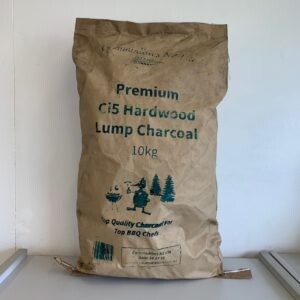 Premium
Ci5 Hardwood
Lump Charcoal
10kg
Top Quality Charcoal For
Top BBQ Chefs